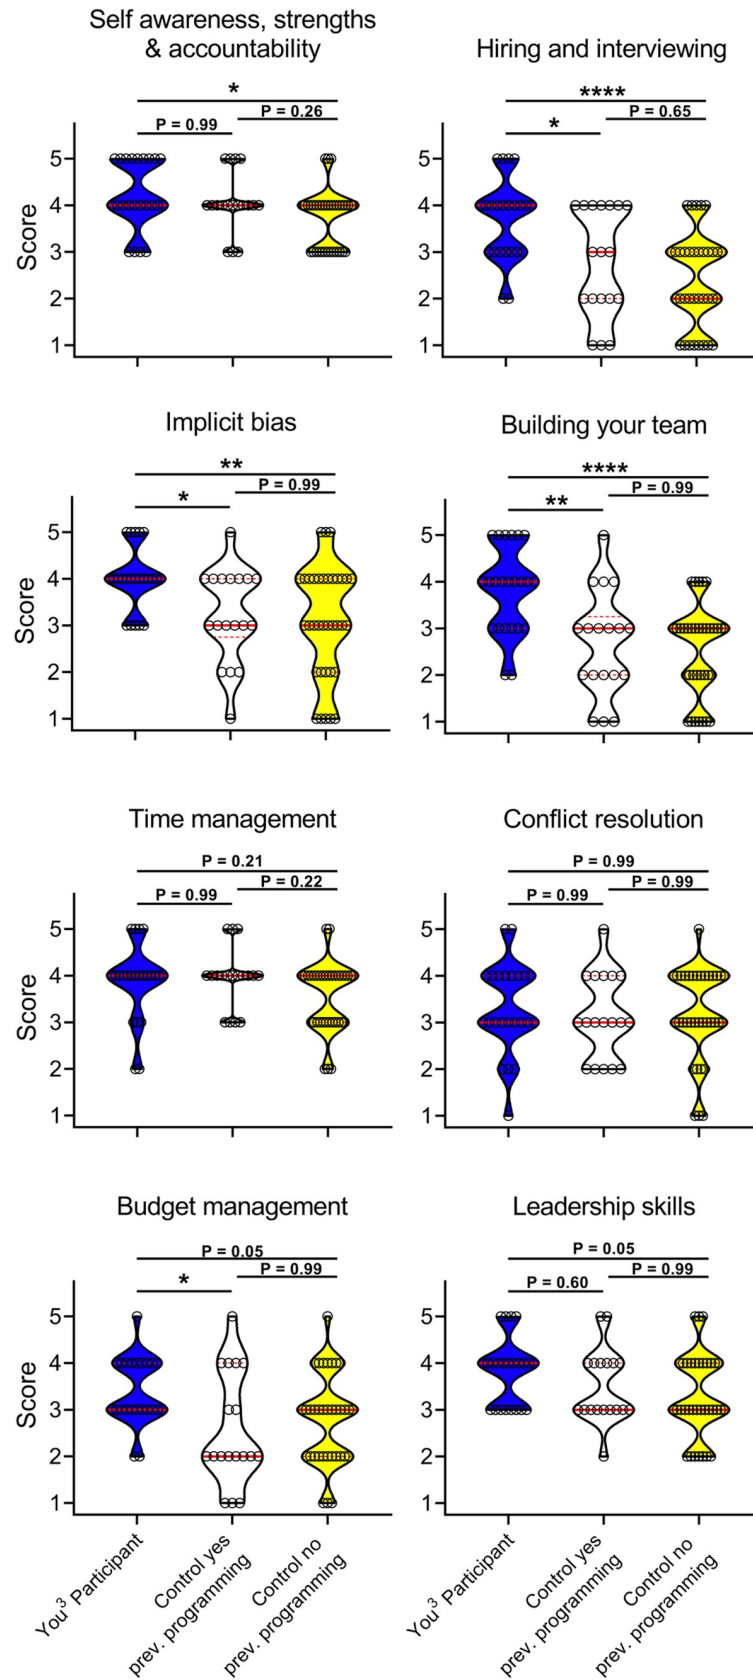 Self awareness, strengths
& accountability
*
P = 0.99
P = 0.26
Score
5
4
3
2
1
Hiring and interviewing
****
*
P = 0.65
5
4
3
2
1
Implicit bias
**
*
P = 0.99
Score
5
4
3
2
1
Building your team
****
**
P = 0.99
5
4
3
2
1
Time management
P = 0.21
P = 0.99
P = 0.22
Score
5
4
3
2
1
Conflict resolution
P = 0.99
P = 0.99
P = 0.99
5
4
3
2
1
Budget management
P = 0.05
*
P = 0.99
Score
5
4
3
2
1
Leadership skills
P = 0.05
P = 0.60
P = 0.99
5
4
3
2
1
You³ Participant
Control yes
prev. programming
Control no
prev. programming
You³ Participant
Control yes
prev. programming
Control no
prev. programming